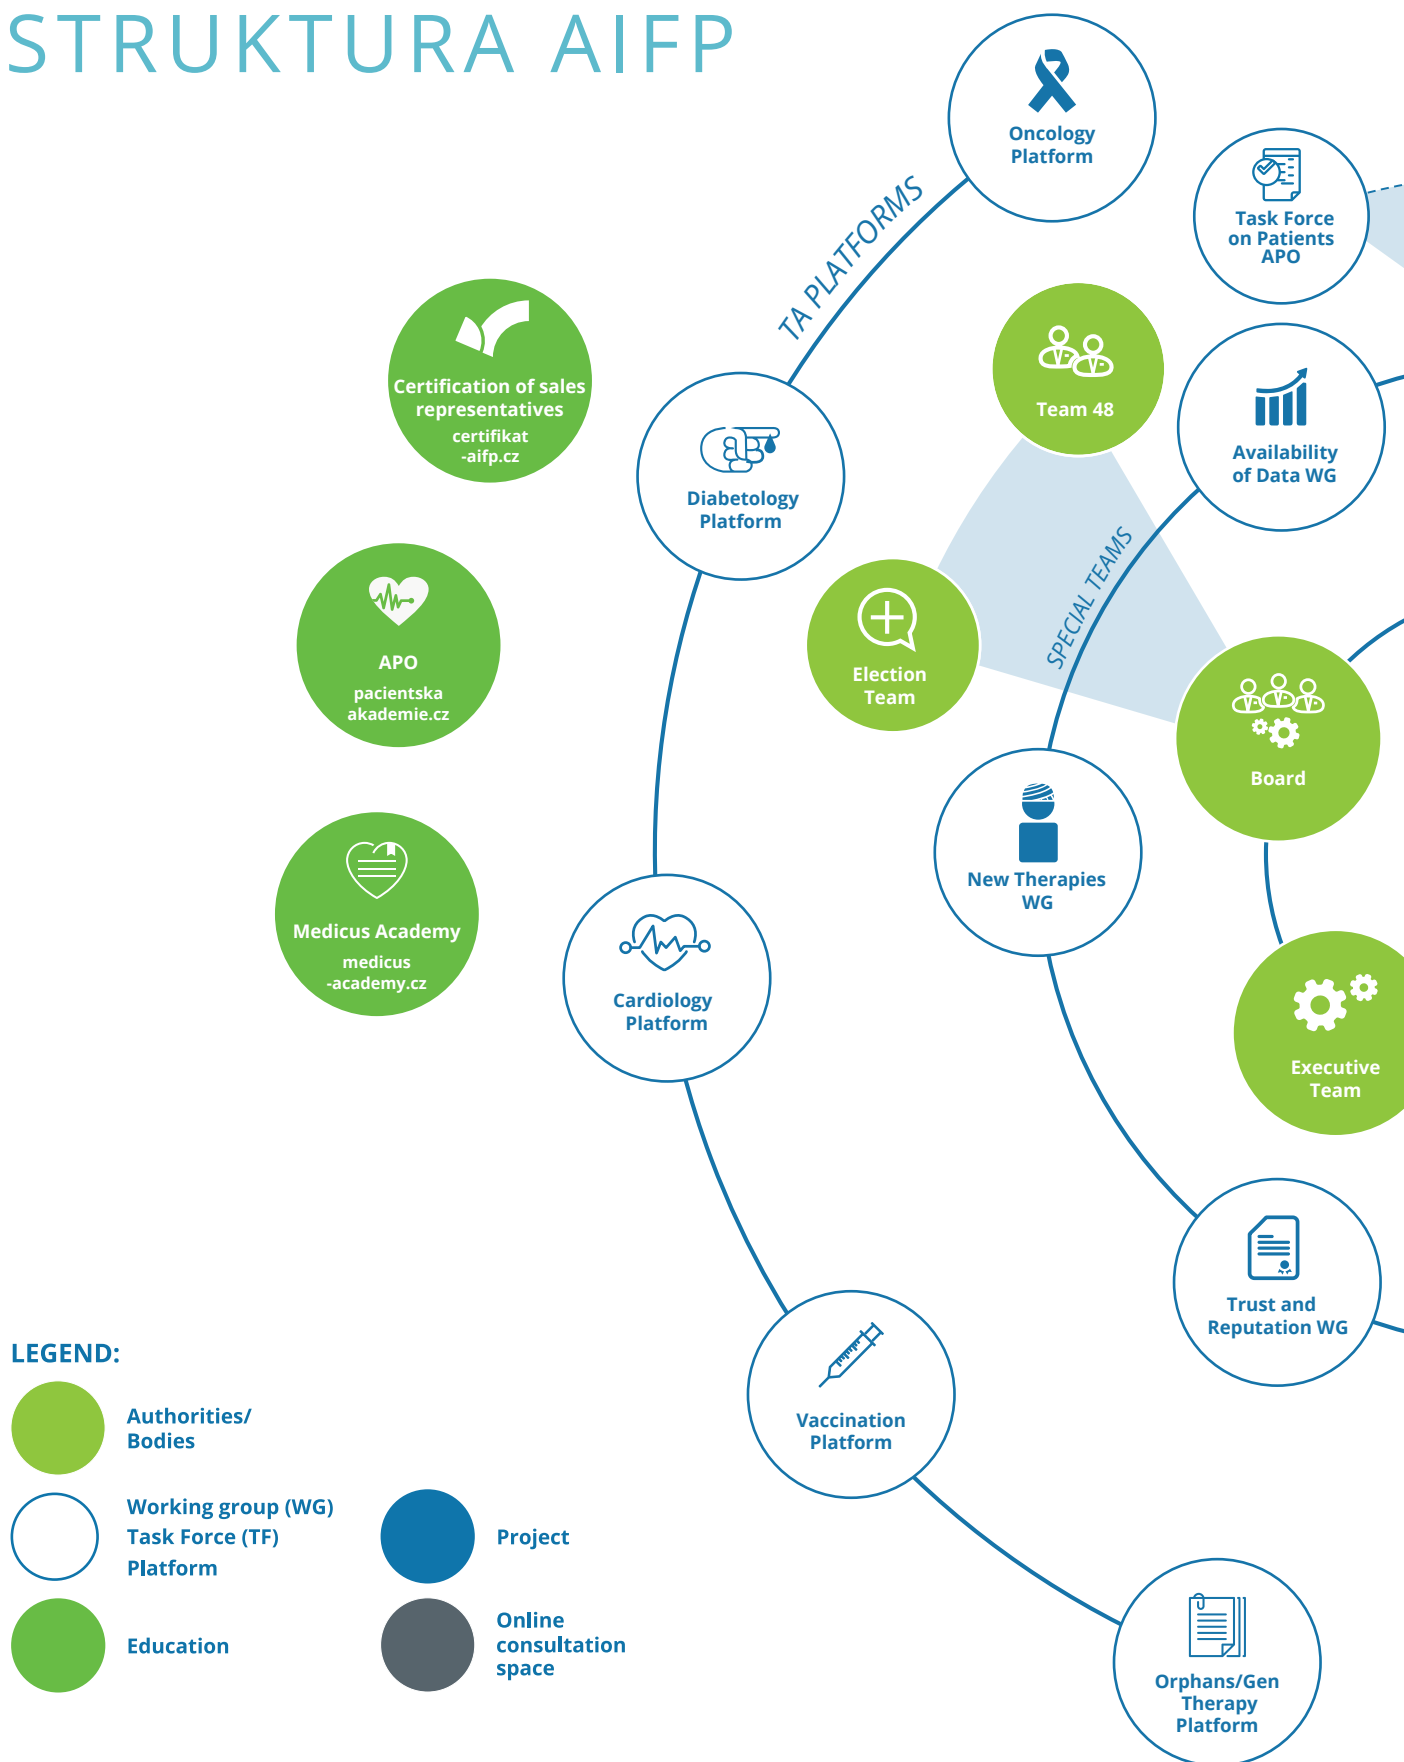 STRUKTURA AIFP
Oncology
Platform
TA PLATFORMS
Task Force
on Patients
APO
Certification of sales
representatives
certifikat
-aifp.cz
Team 48
Availability
of Data WG
Diabetology
Platform
SPECIAL TEAMS
APO
pacientska
akademie.cz
Election
Team
Board
New Therapies
WG
Medicus Academy
medicus
-academy.cz
Cardiology
Platform
Executive
Team
Trust and
Reputation WG
Vaccination
Platform
Orphans/Gen
Therapy
Platform
LEGEND:
Authorities/
Bodies
Working group (WG)
Task Force (TF)
Platform
Project
Education
Online
consultation
space